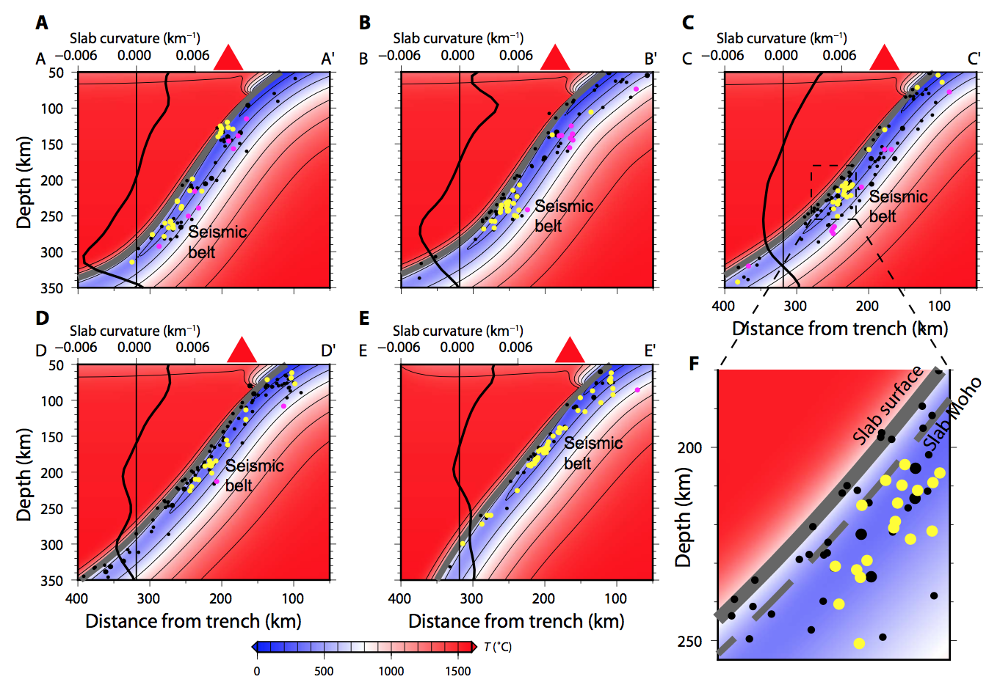 A
Slab curvature (km⁻¹)
A −0.006 0.000 0.006 A'
50
100
150
200
250
300
350
Depth (km)
Seismic
belt
B
Slab curvature (km⁻¹)
B −0.006 0.000 0.006 B'
Seismic
belt
C
Slab curvature (km⁻¹)
C −0.006 0.000 0.006 C'
Seismic
belt
400 300 200 100
Distance from trench (km)
D
Slab curvature (km⁻¹)
D −0.006 0.000 0.006 D'
50
100
150
200
250
300
350
Depth (km)
Seismic
belt
400 300 200 100
Distance from trench (km)
E
Slab curvature (km⁻¹)
E −0.006 0.000 0.006 E'
Seismic
belt
400 300 200 100
Distance from trench (km)
F
Slab surface
Slab Moho
200
250
Depth (km)
T (˚C)
0 500 1000 1500